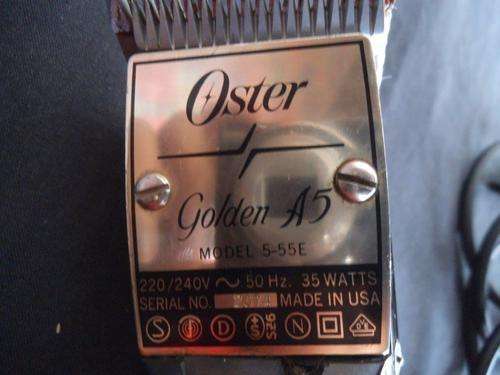 Oster
Golden A5
MODEL 5-55E
220/240V ~ 50 Hz. 35 WATTS
SERIAL NO. MADE IN USA
S D N